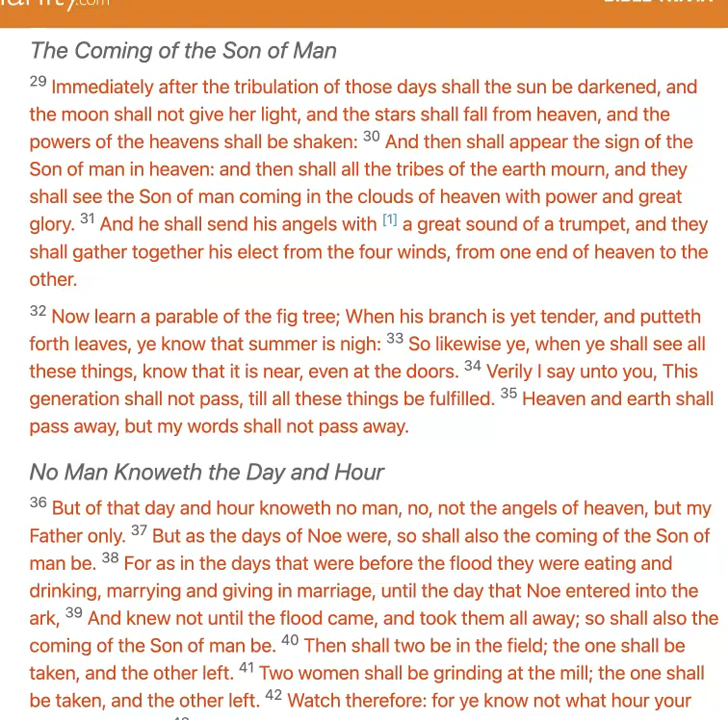 .com
The Coming of the Son of Man
29 Immediately after the tribulation of those days shall the sun be darkened, and
the moon shall not give her light, and the stars shall fall from heaven, and the
powers of the heavens shall be shaken: 30 And then shall appear the sign of the
Son of man in heaven: and then shall all the tribes of the earth mourn, and they
shall see the Son of man coming in the clouds of heaven with power and great
glory. 31 And he shall send his angels with [1] a great sound of a trumpet, and they
shall gather together his elect from the four winds, from one end of heaven to the
other.
32 Now learn a parable of the fig tree; When his branch is yet tender, and putteth
forth leaves, ye know that summer is nigh: 33 So likewise ye, when ye shall see all
these things, know that it is near, even at the doors. 34 Verily I say unto you, This
generation shall not pass, till all these things be fulfilled. 35 Heaven and earth shall
pass away, but my words shall not pass away.
No Man Knoweth the Day and Hour
36 But of that day and hour knoweth no man, no, not the angels of heaven, but my
Father only. 37 But as the days of Noe were, so shall also the coming of the Son of
man be. 38 For as in the days that were before the flood they were eating and
drinking, marrying and giving in marriage, until the day that Noe entered into the
ark, 39 And knew not until the flood came, and took them all away; so shall also the
coming of the Son of man be. 40 Then shall two be in the field; the one shall be
taken, and the other left. 41 Two women shall be grinding at the mill; the one shall
be taken, and the other left. 42 Watch therefore: for ye know not what hour your